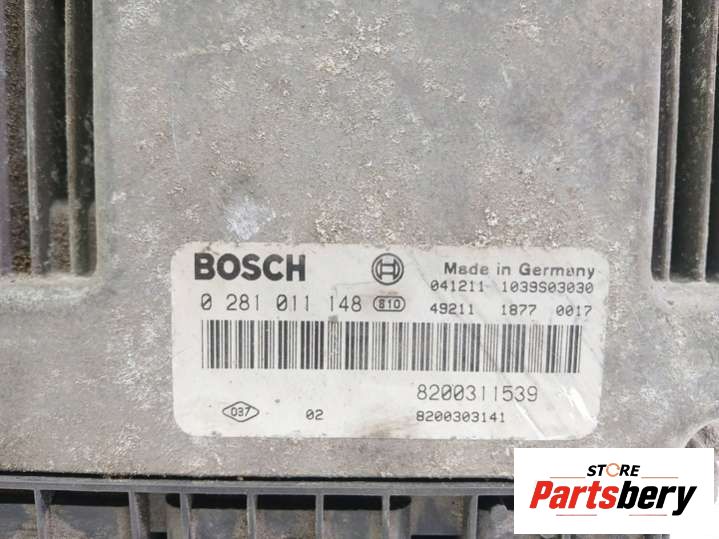 BOSCH
Made in Germany
041211 1039S03030
0 281 011 148 810
49211 1877 0017
8200311539
037 02 8200303141
STORE
Partsbery